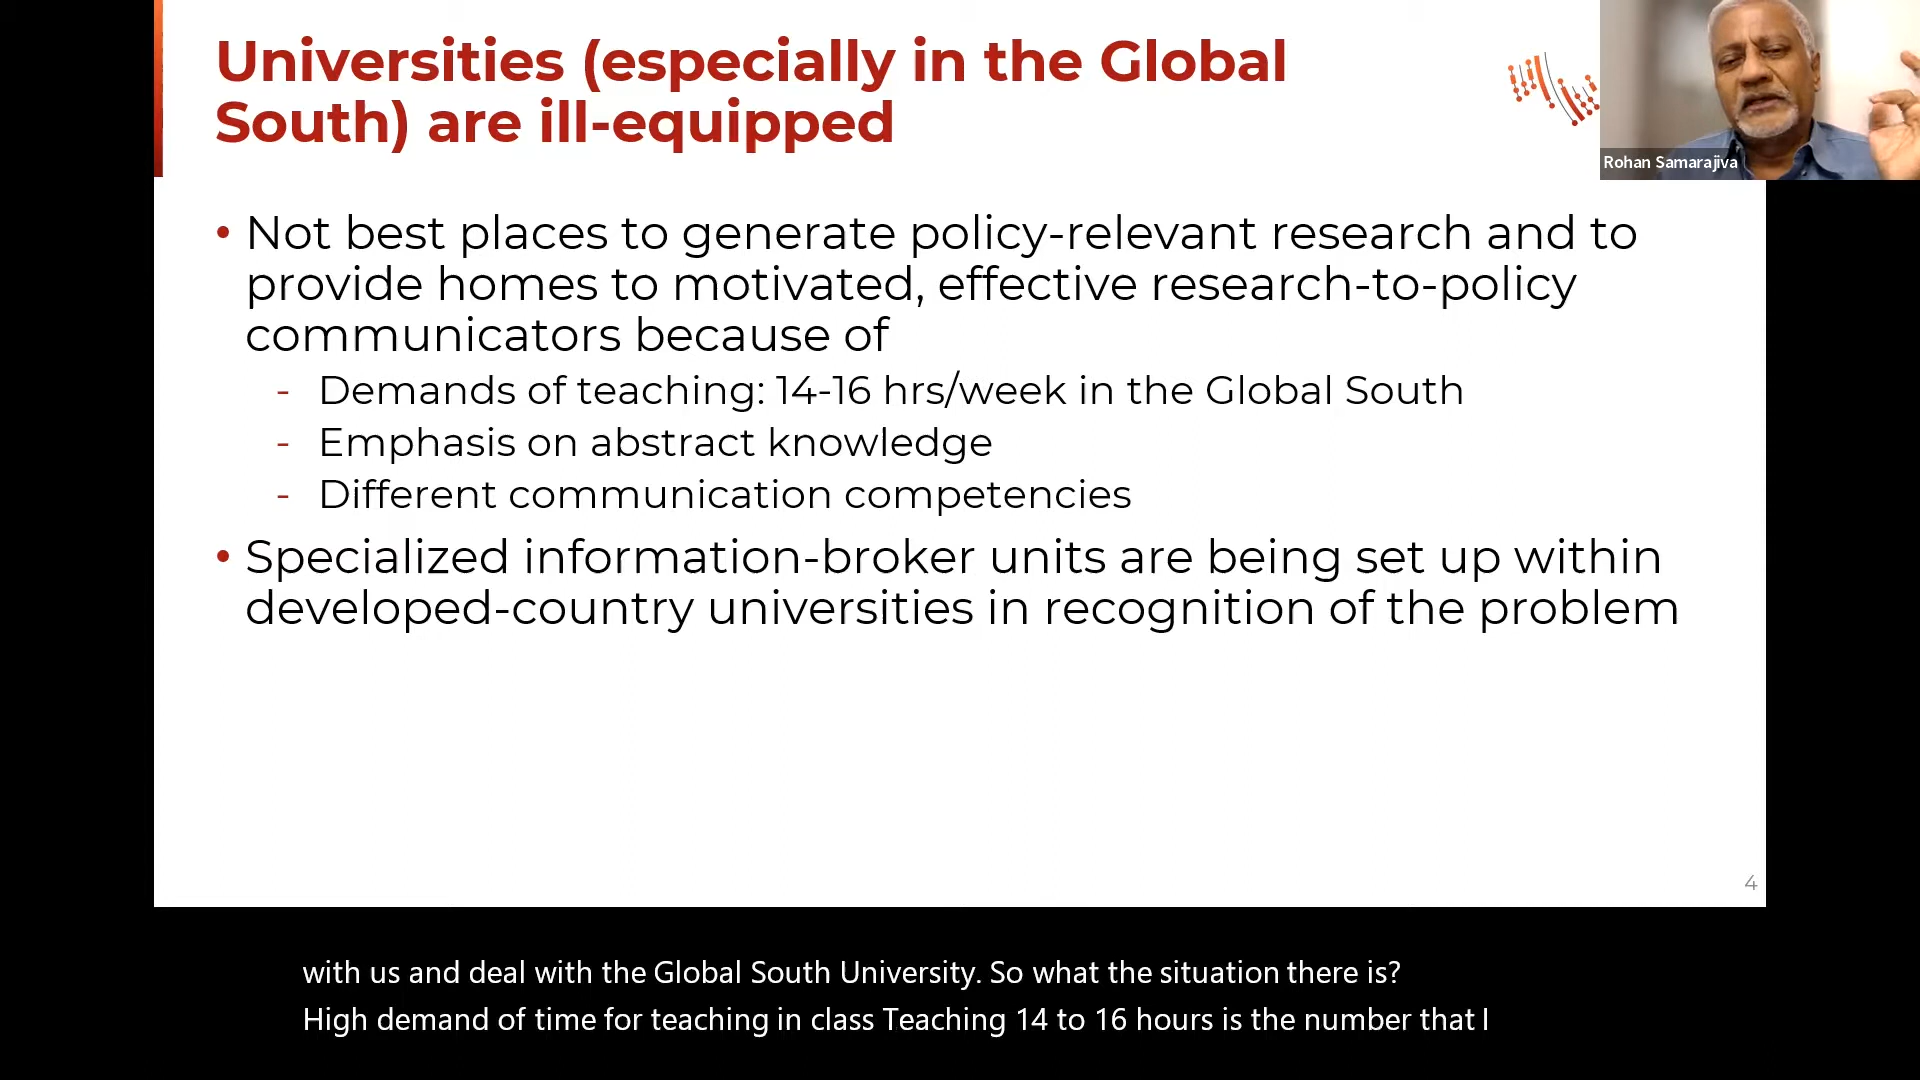 Universities (especially in the Global
South) are ill-equipped
Rohan Samarajiva
• Not best places to generate policy-relevant research and to
provide homes to motivated, effective research-to-policy
communicators because of
- Demands of teaching: 14-16 hrs/week in the Global South
- Emphasis on abstract knowledge
- Different communication competencies
• Specialized information-broker units are being set up within
developed-country universities in recognition of the problem
4
with us and deal with the Global South University. So what the situation there is?
High demand of time for teaching in class Teaching 14 to 16 hours is the number that I